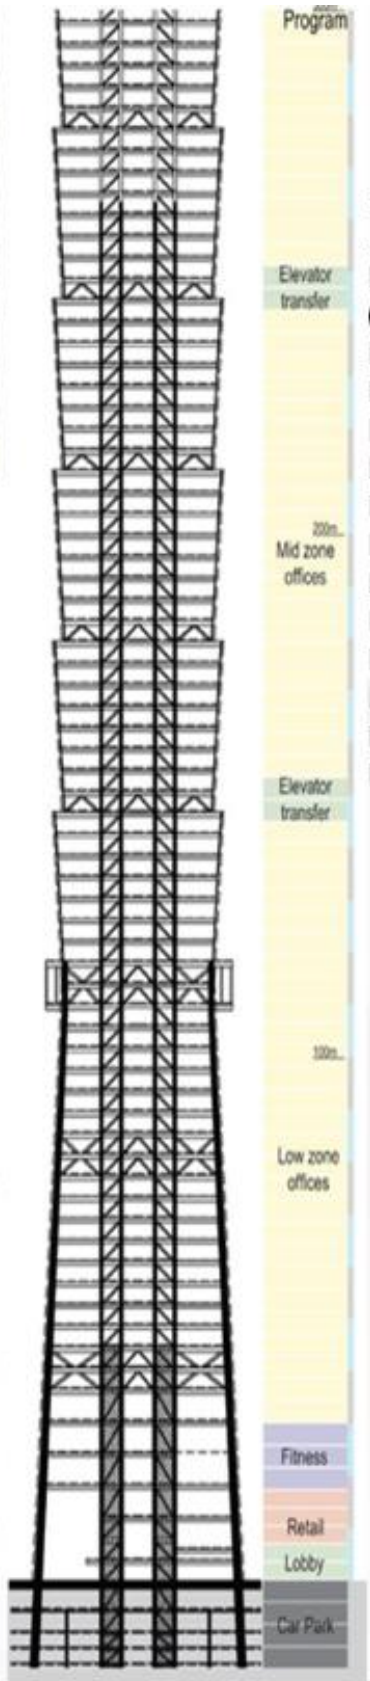 Program
Elevator
transfer
200m
Mid zone
offices
Elevator
transfer
100m
Low zone
offices
Fitness
Retail
Lobby
Car Park